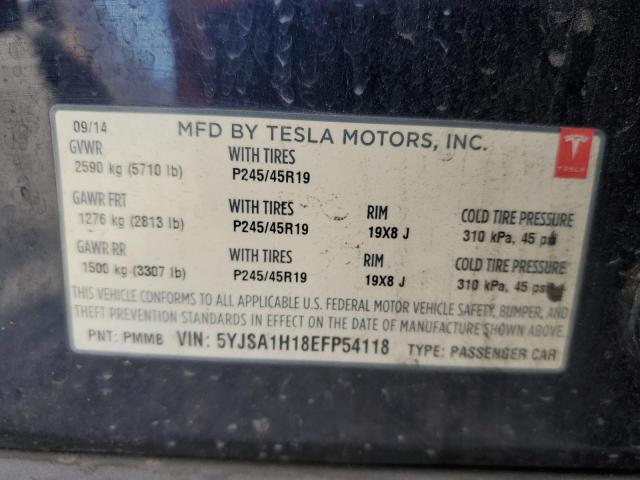 09/14 MFD BY TESLA MOTORS, INC.
GVWR WITH TIRES
2590 kg (5710 lb) P245/45R19
TESLA
GAWR FRT WITH TIRES RIM COLD TIRE PRESSURE
1276 kg (2813 lb) P245/45R19 19X8 J 310 kPa, 45 psi
GAWR RR WITH TIRES RIM COLD TIRE PRESSURE
1500 kg (3307 lb) P245/45R19 19X8 J 310 kPa, 45 psi
THIS VEHICLE CONFORMS TO ALL APPLICABLE U.S. FEDERAL MOTOR VEHICLE SAFETY, BUMPER, AND
THEFT PREVENTION STANDARDS IN EFFECT ON THE DATE OF MANUFACTURE SHOWN ABOVE.
PNT: PMMB VIN: 5YJSA1H18EFP54118 TYPE: PASSENGER CAR